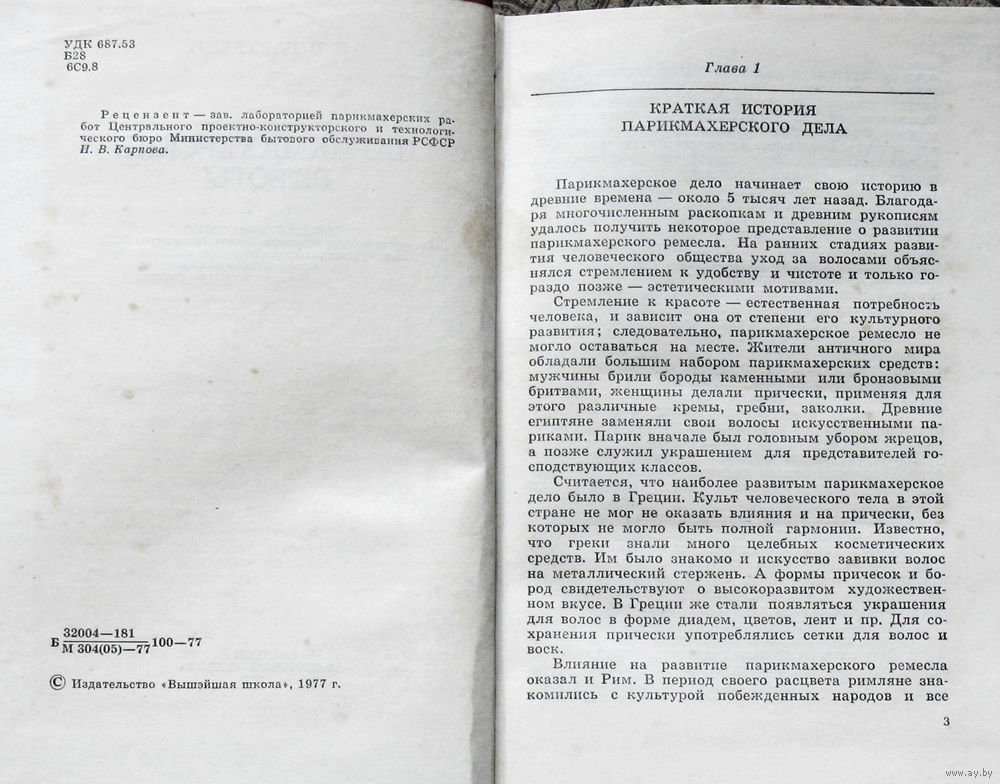 УДК 687.53
Б28
6С9.8
Рецензент — зав. лабораторией парикмахерских ра-
бот Центрального проектно-конструкторского и технологи-
ческого бюро Министерства бытового обслуживания РСФСР
И. В. Карпова.
Б 32004—181 100—77
М 304(05)—77
© Издательство «Вышэйшая школа», 1977 г.
Глава 1
КРАТКАЯ ИСТОРИЯ
ПАРИКМАХЕРСКОГО ДЕЛА
Парикмахерское дело начинает свою историю в
древние времена — около 5 тысяч лет назад. Благода-
ря многочисленным раскопкам и древним рукописям
удалось получить некоторое представление о развитии
парикмахерского ремесла. На ранних стадиях разви-
тия человеческого общества уход за волосами объяс-
нялся стремлением к удобству и чистоте и только го-
раздо позже — эстетическими мотивами.
Стремление к красоте — естественная потребность
человека, и зависит она от степени его культурного
развития; следовательно, парикмахерское ремесло не
могло оставаться на месте. Жители античного мира
обладали большим набором парикмахерских средств:
мужчины брили бороды каменными или бронзовыми
бритвами, женщины делали прически, применяя для
этого различные кремы, гребни, заколки. Древние
египтяне заменяли свои волосы искусственными па-
риками. Парик вначале был головным убором жрецов,
а позже служил украшением для представителей го-
сподствующих классов.
Считается, что наиболее развитым парикмахерское
дело было в Греции. Культ человеческого тела в этой
стране не мог не оказать влияния и на прически, без
которых не могло быть полной гармонии. Известно,
что греки знали много целебных косметических
средств. Им было знакомо и искусство завивки волос
на металлический стержень. А формы причесок и бо-
род свидетельствуют о высокоразвитом художествен-
ном вкусе. В Греции же стали появляться украшения
для волос в форме диадем, цветов, лент и пр. Для со-
хранения прически употреблялись сетки для волос и
воск.
Влияние на развитие парикмахерского ремесла
оказал и Рим. В период своего расцвета римляне зна-
комились с культурой побежденных народов и все
3
www.ay.by